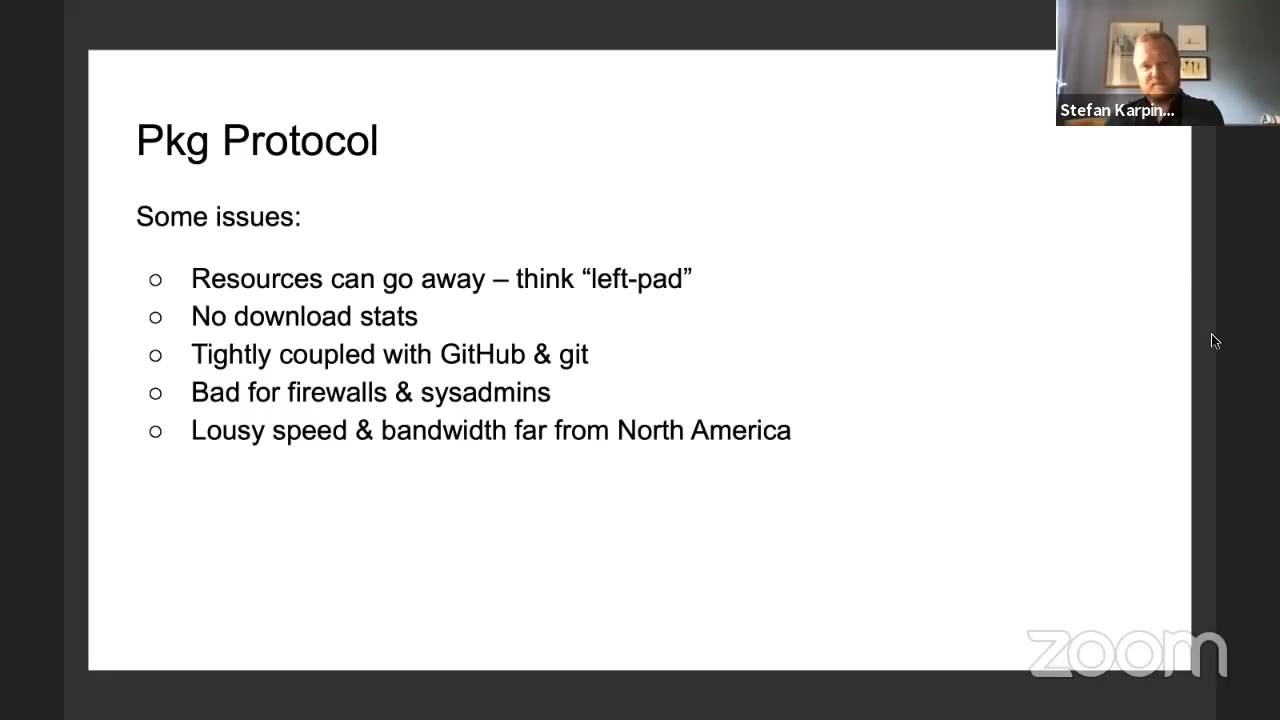 Stefan Karpin...
Pkg Protocol
Some issues:
○ Resources can go away – think “left-pad”
○ No download stats
○ Tightly coupled with GitHub & git
○ Bad for firewalls & sysadmins
○ Lousy speed & bandwidth far from North America
zoom